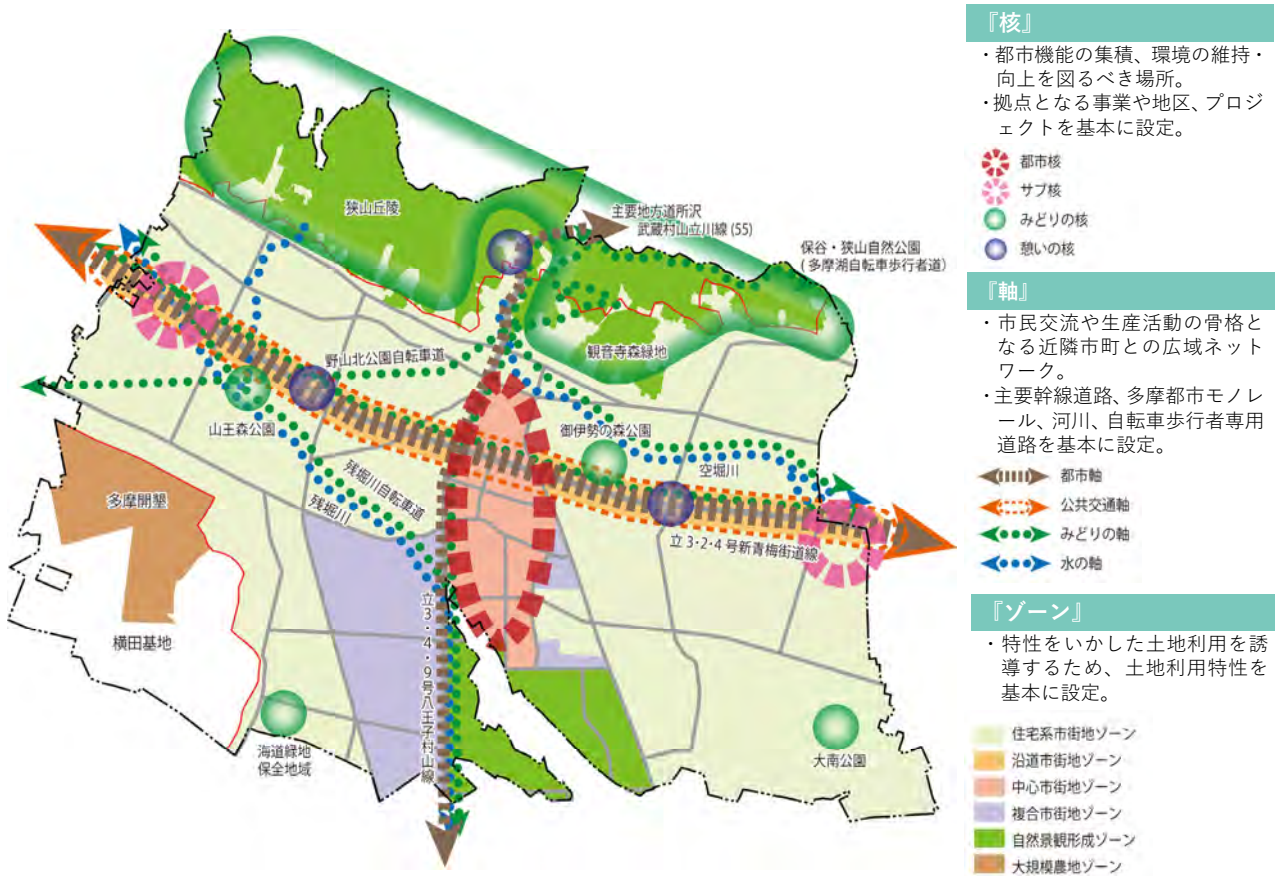 狭山丘陵
主要地方道所沢
武蔵村山立川線 (55)
保谷・狭山自然公園
( 多摩湖自転車歩行者道)
観音寺森緑地
野山北公園自転車道
山王森公園
御伊勢の森公園
空堀川
残堀川自転車道
残堀川
多摩開墾
立 3・2・4 号新青梅街道線
横田基地
立3・4・9号八王子村山線
海道緑地
保全地域
大南公園
『核』
・都市機能の集積、環境の維持・
向上を図るべき場所。
・拠点となる事業や地区、プロジ
ェクトを基本に設定。
都市核
サブ核
みどりの核
憩いの核
『軸』
・市民交流や生産活動の骨格と
なる近隣市町との広域ネット
ワーク。
・主要幹線道路、多摩都市モノレ
ール、河川、自転車歩行者専用
道路を基本に設定。
都市軸
公共交通軸
みどりの軸
水の軸
『ゾーン』
・特性をいかした土地利用を誘
導するため、土地利用特性を
基本に設定。
住宅系市街地ゾーン
沿道市街地ゾーン
中心市街地ゾーン
複合市街地ゾーン
自然景観形成ゾーン
大規模農地ゾーン